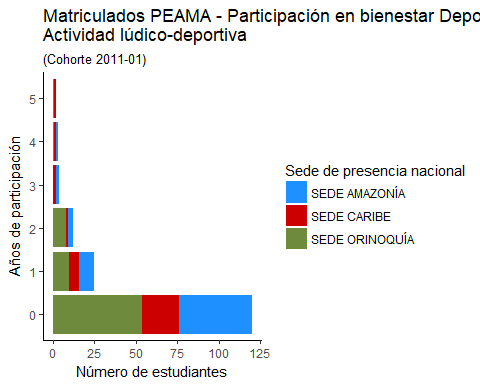 Matriculados PEAMA - Participación en bienestar Depo
Actividad lúdico-deportiva
(Cohorte 2011-01)
Años de participación
5
4
3
2
1
0
0 25 50 75 100 125
Número de estudiantes
Sede de presencia nacional
SEDE AMAZONÍA
SEDE CARIBE
SEDE ORINOQUÍA